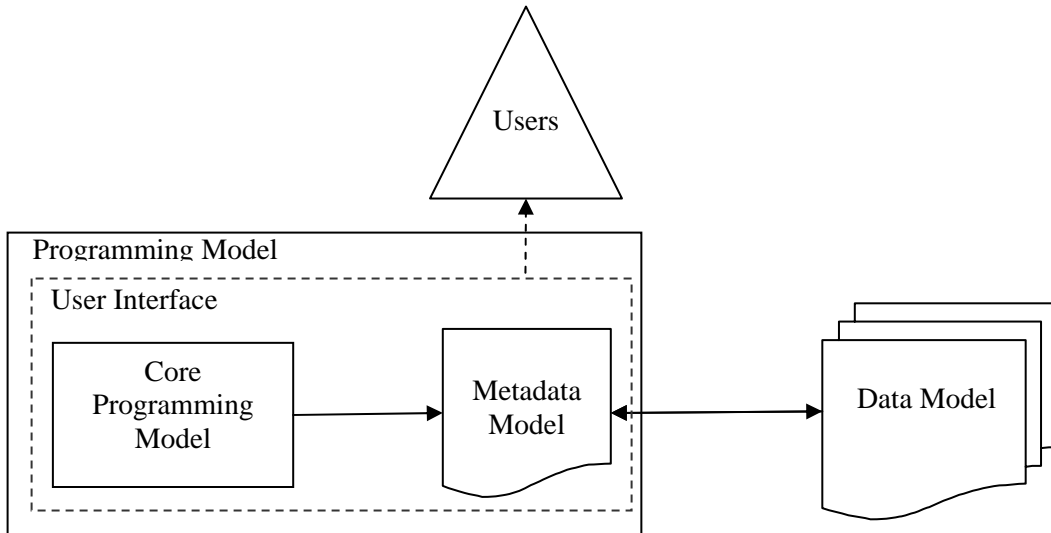 Users
Programming Model
User Interface
Core
Programming
Model
Metadata
Model
Data Model